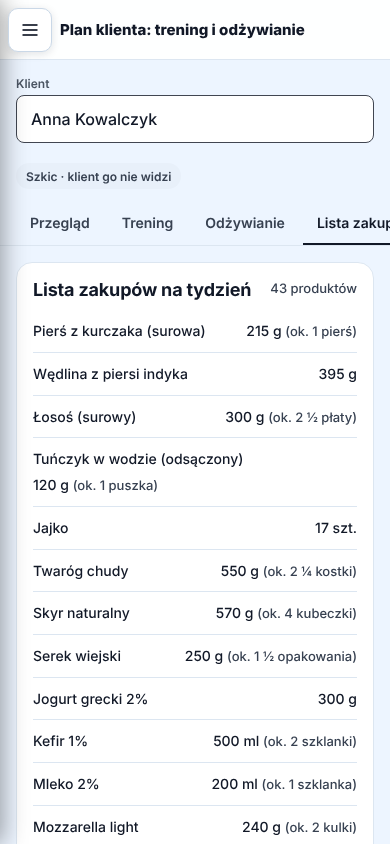 Plan klienta: trening i odżywianie
Klient
Anna Kowalczyk
Szkic · klient go nie widzi
Przegląd Trening Odżywianie Lista zakup
Lista zakupów na tydzień 43 produktów
Pierś z kurczaka (surowa) 215 g (ok. 1 pierś)
Wędlina z piersi indyka 395 g
Łosoś (surowy) 300 g (ok. 2 ½ płaty)
Tuńczyk w wodzie (odsączony)
120 g (ok. 1 puszka)
Jajko 17 szt.
Twaróg chudy 550 g (ok. 2 ¼ kostki)
Skyr naturalny 570 g (ok. 4 kubeczki)
Serek wiejski 250 g (ok. 1 ½ opakowania)
Jogurt grecki 2% 300 g
Kefir 1% 500 ml (ok. 2 szklanki)
Mleko 2% 200 ml (ok. 1 szklanka)
Mozzarella light 240 g (ok. 2 kulki)